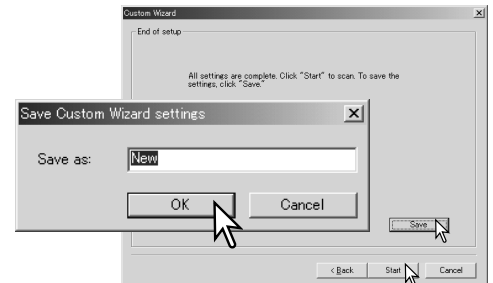 Custom Wizard
End of setup
All settings are complete. Click "Start" to scan. To save the
settings, click "Save."
Save Custom Wizard settings
Save as:
New
OK
Cancel
Save
< Back
Start
Cancel